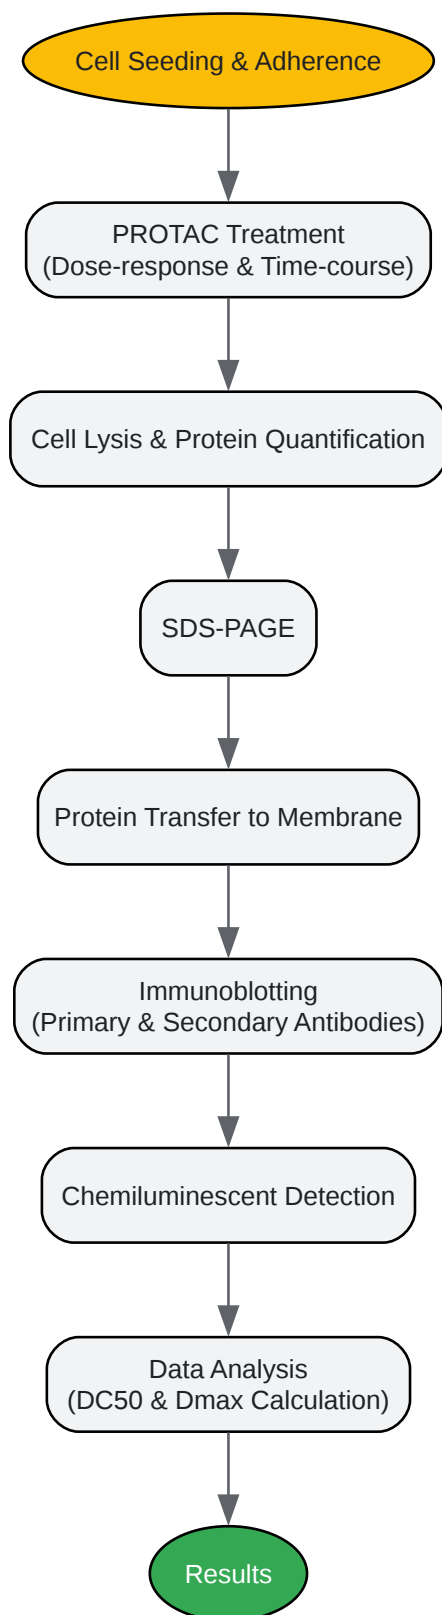 Cell Seeding & Adherence
PROTAC Treatment
(Dose-response & Time-course)
Cell Lysis & Protein Quantification
SDS-PAGE
Protein Transfer to Membrane
Immunoblotting
(Primary & Secondary Antibodies)
Chemiluminescent Detection
Data Analysis
(DC50 & Dmax Calculation)
Results